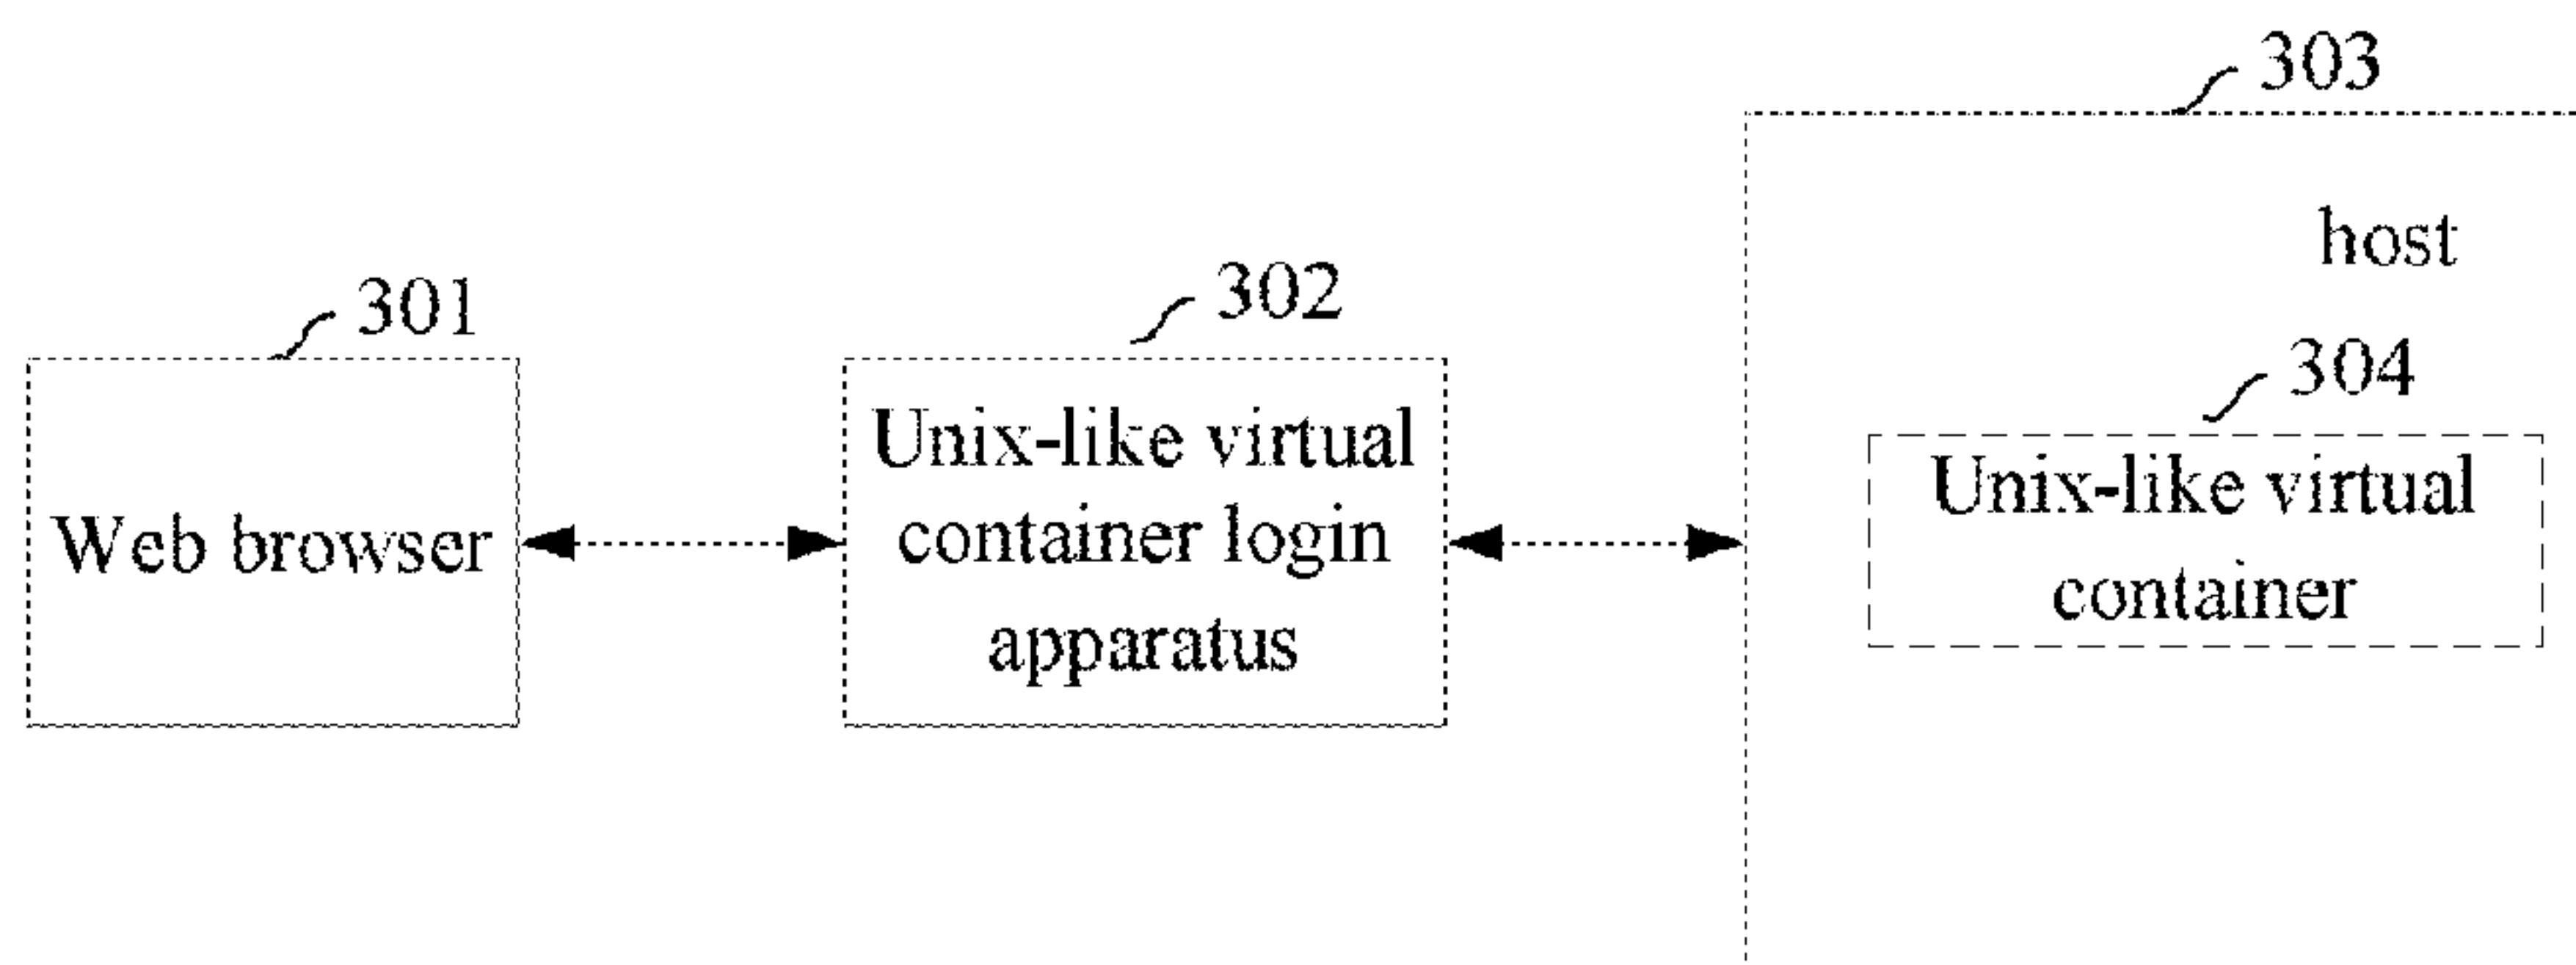 303
host
301
302
304
Web browser
Unix-like virtual
container login
apparatus
Unix-like virtual
container